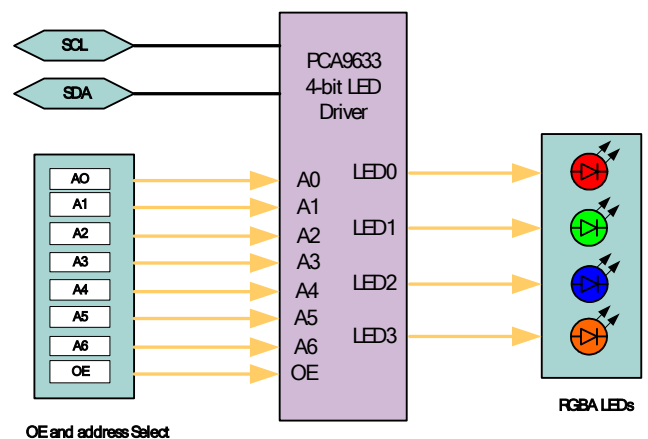 SCL
SDA
PCA9633
4-bit LED
Driver
AO
A1
A2
A3
A4
A5
A6
OE
A0
A1
A2
A3
A4
A5
A6
OE
LED0
LED1
LED2
LED3
RGBA LEDs
OE and address Select